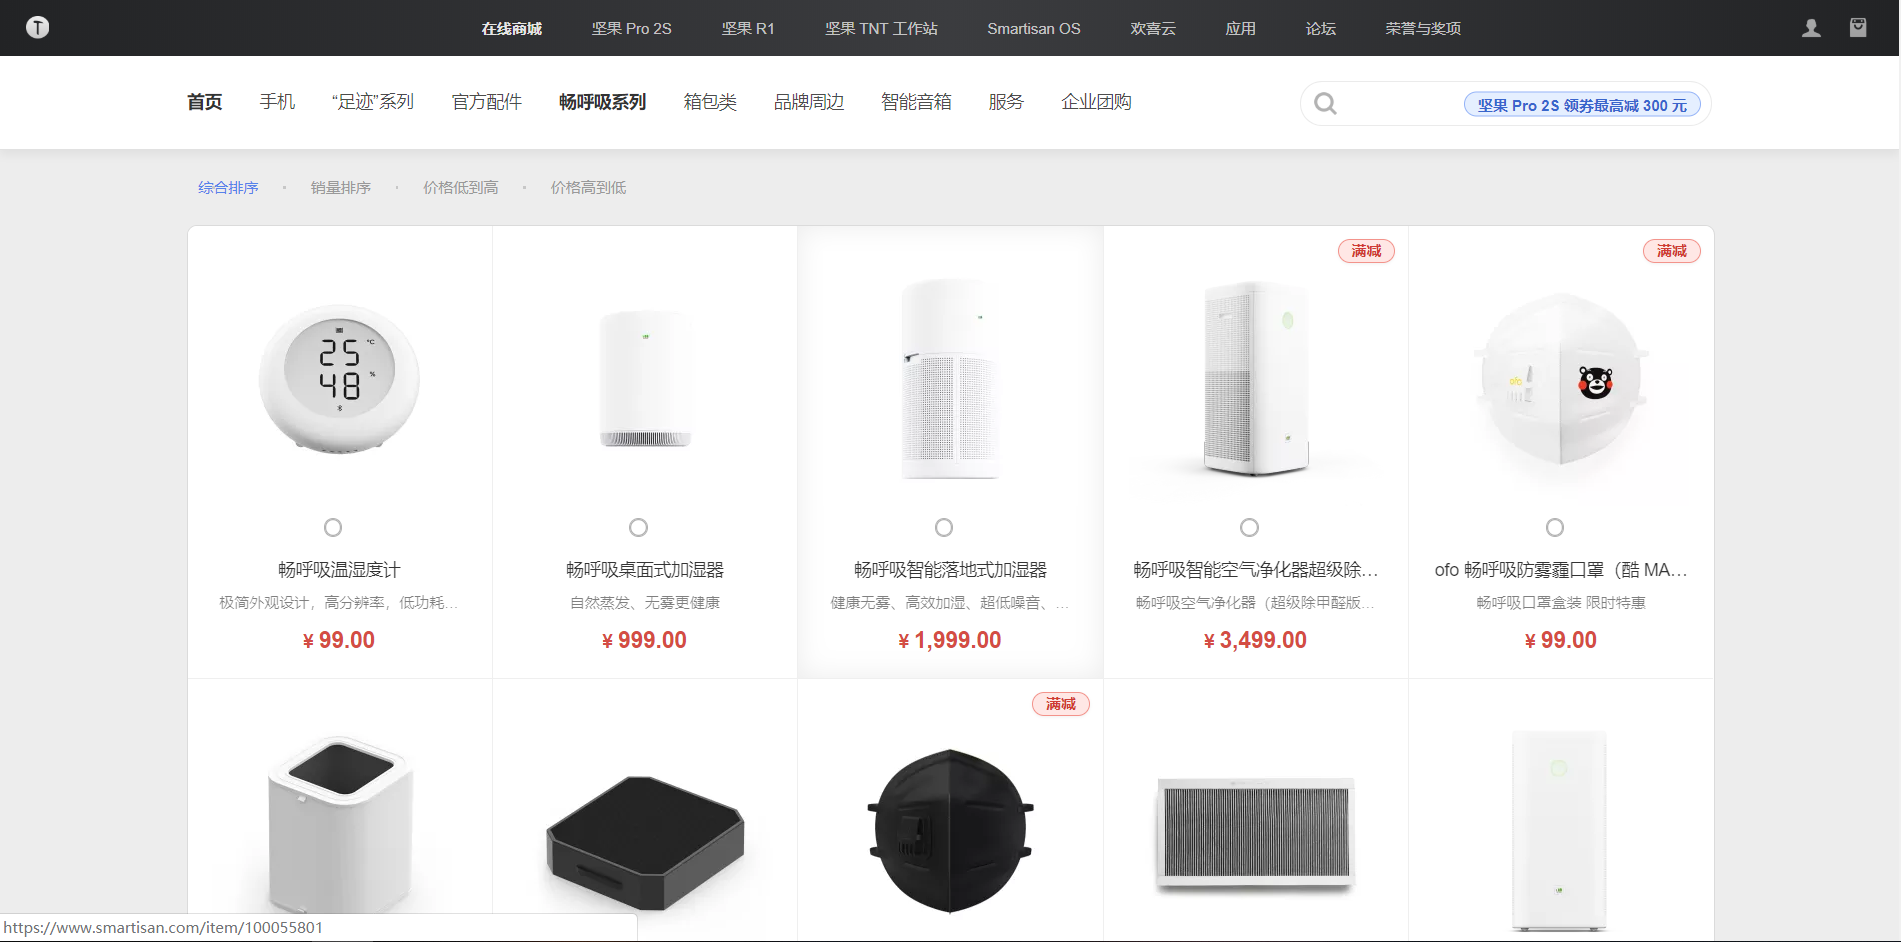 在线商城 坚果 Pro 2S 坚果 R1 坚果 TNT 工作站 Smartisan OS 欢喜云 应用 论坛 荣誉与奖项
首页 手机 “足迹”系列 官方配件 畅呼吸系列 箱包类 品牌周边 智能音箱 服务 企业团购 坚果 Pro 2S 领券最高减 300 元
综合排序 · 销量排序 · 价格低到高 · 价格高到低
满减 满减
25 °C
48 %
ofo
畅呼吸温湿度计 畅呼吸桌面式加湿器 畅呼吸智能落地式加湿器 畅呼吸智能空气净化器超级除... ofo 畅呼吸防雾霾口罩（酷 MA...
极简外观设计，高分辨率，低功耗... 自然蒸发、无雾更健康 健康无雾、高效加湿、超低噪音、... 畅呼吸空气净化器（超级除甲醛版... 畅呼吸口罩盒装 限时特惠
¥ 99.00 ¥ 999.00 ¥ 1,999.00 ¥ 3,499.00 ¥ 99.00
满减
https://www.smartisan.com/item/100055801